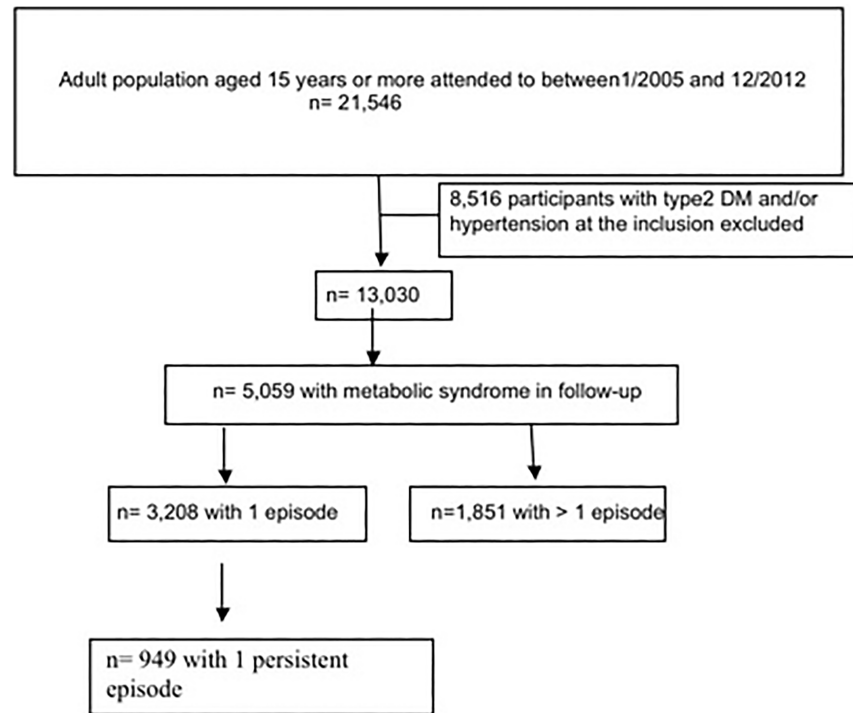 Adult population aged 15 years or more attended to between1/2005 and 12/2012
n= 21,546
8,516 participants with type2 DM and/or
hypertension at the inclusion excluded
n= 13,030
n= 5,059 with metabolic syndrome in follow-up
n= 3,208 with 1 episode
n=1,851 with > 1 episode
n= 949 with 1 persistent
episode